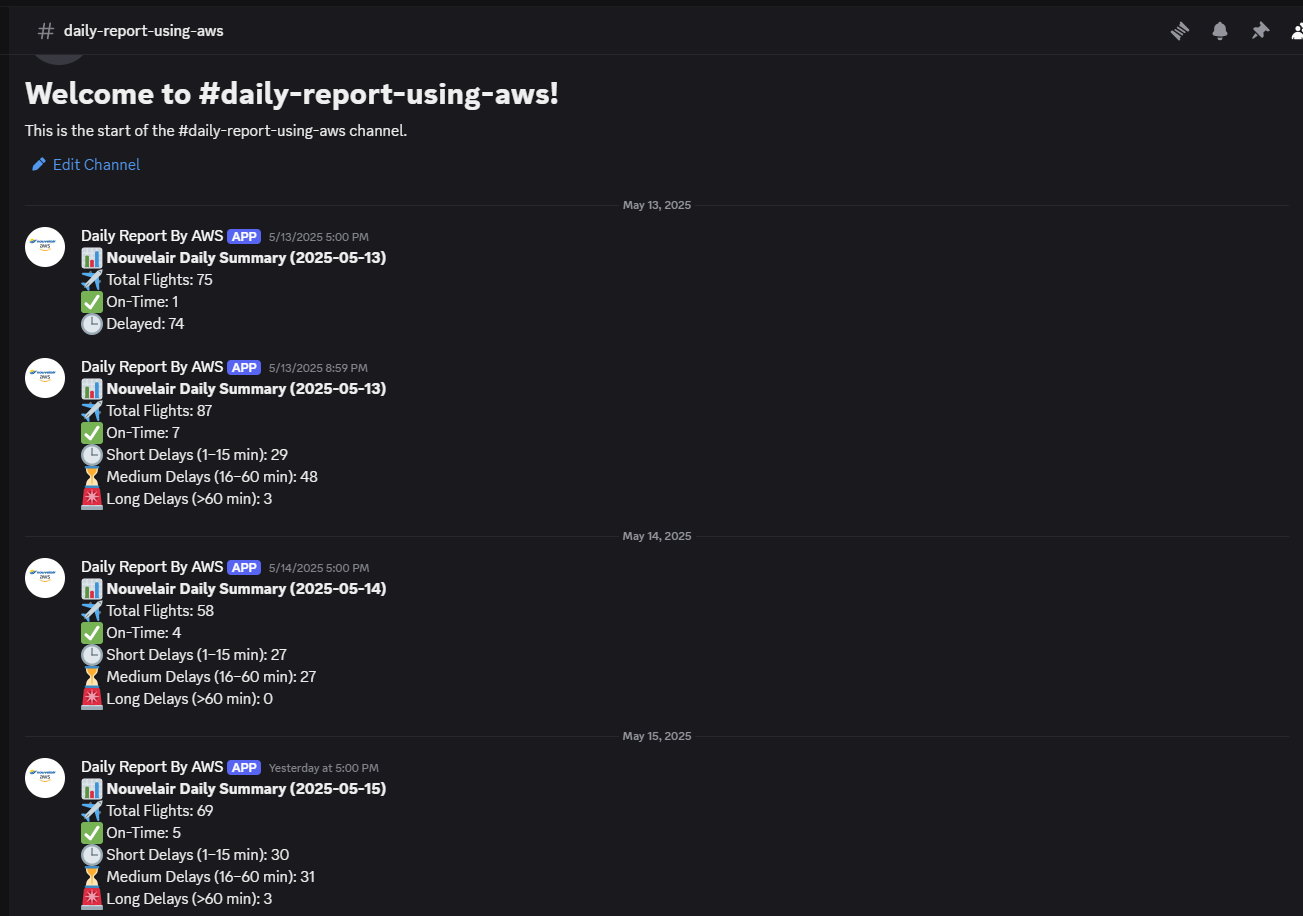 # daily-report-using-aws
Welcome to #daily-report-using-aws!
This is the start of the #daily-report-using-aws channel.
Edit Channel
May 13, 2025
Daily Report By AWS APP 5/13/2025 5:00 PM
📊 Nouvelair Daily Summary (2025-05-13)
✈️ Total Flights: 75
✅ On-Time: 1
🕒 Delayed: 74
Daily Report By AWS APP 5/13/2025 8:59 PM
📊 Nouvelair Daily Summary (2025-05-13)
✈️ Total Flights: 87
✅ On-Time: 7
🕒 Short Delays (1–15 min): 29
⏳ Medium Delays (16–60 min): 48
🚨 Long Delays (>60 min): 3
May 14, 2025
Daily Report By AWS APP 5/14/2025 5:00 PM
📊 Nouvelair Daily Summary (2025-05-14)
✈️ Total Flights: 58
✅ On-Time: 4
🕒 Short Delays (1–15 min): 27
⏳ Medium Delays (16–60 min): 27
🚨 Long Delays (>60 min): 0
May 15, 2025
Daily Report By AWS APP Yesterday at 5:00 PM
📊 Nouvelair Daily Summary (2025-05-15)
✈️ Total Flights: 69
✅ On-Time: 5
🕒 Short Delays (1–15 min): 30
⏳ Medium Delays (16–60 min): 31
🚨 Long Delays (>60 min): 3